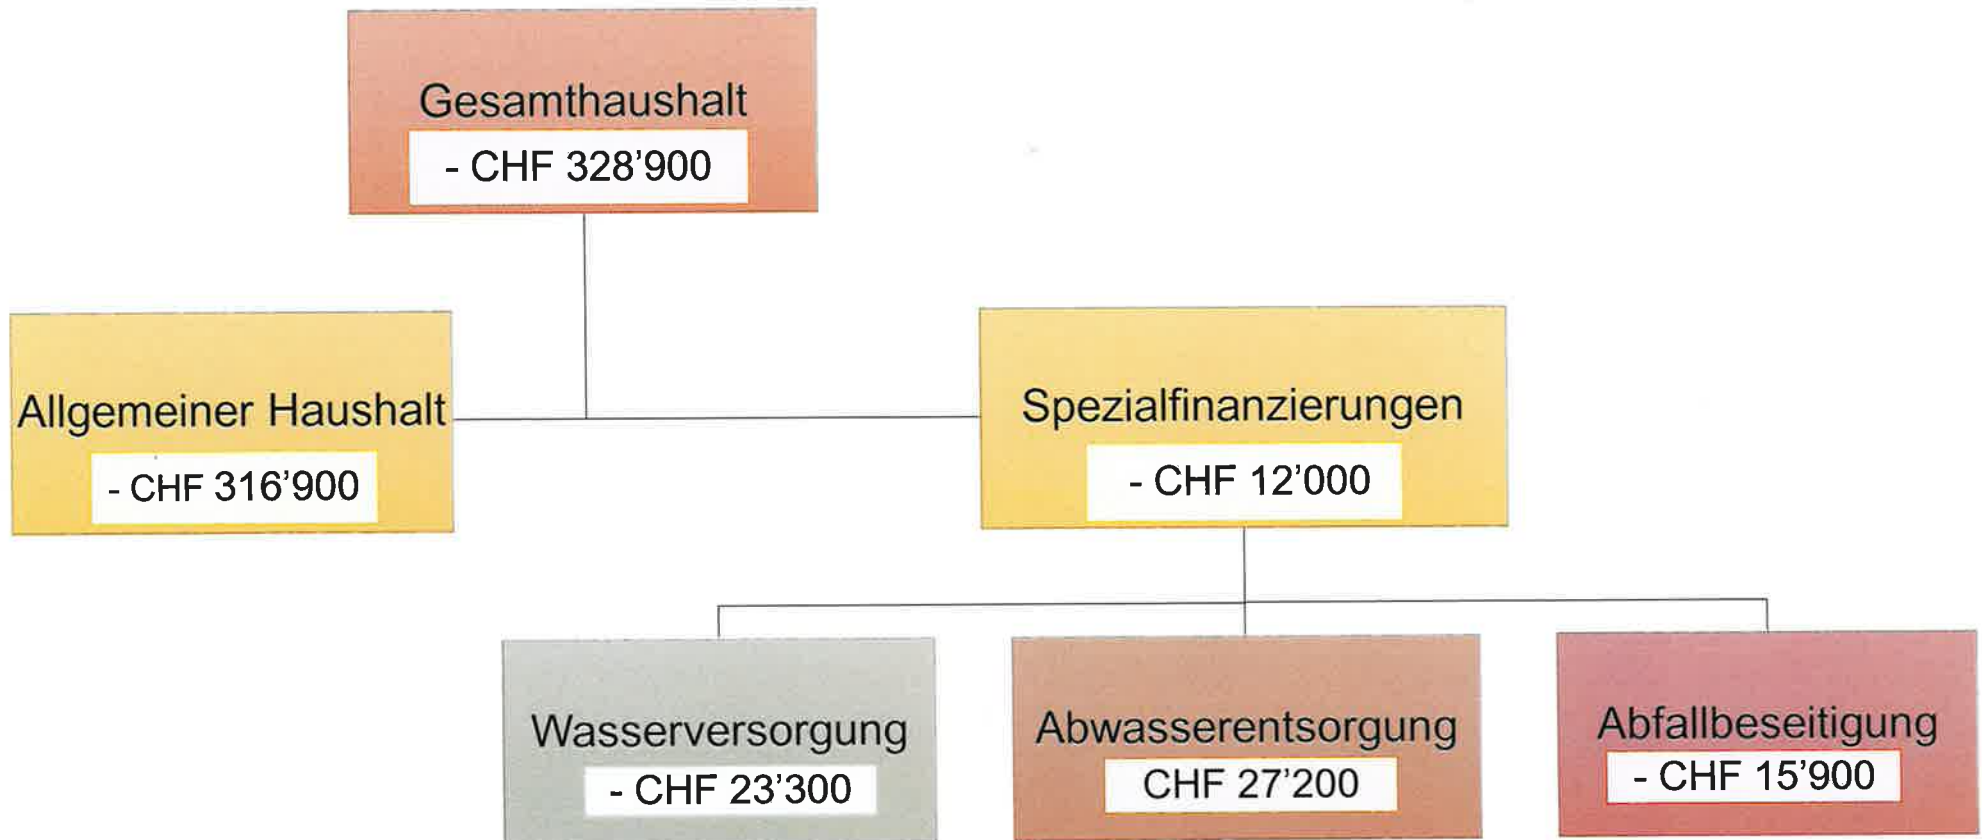 Gesamthaushalt
- CHF 328’900
Allgemeiner Haushalt
- CHF 316’900
Spezialfinanzierungen
- CHF 12’000
Wasserversorgung
- CHF 23’300
Abwasserentsorgung
CHF 27’200
Abfallbeseitigung
- CHF 15’900